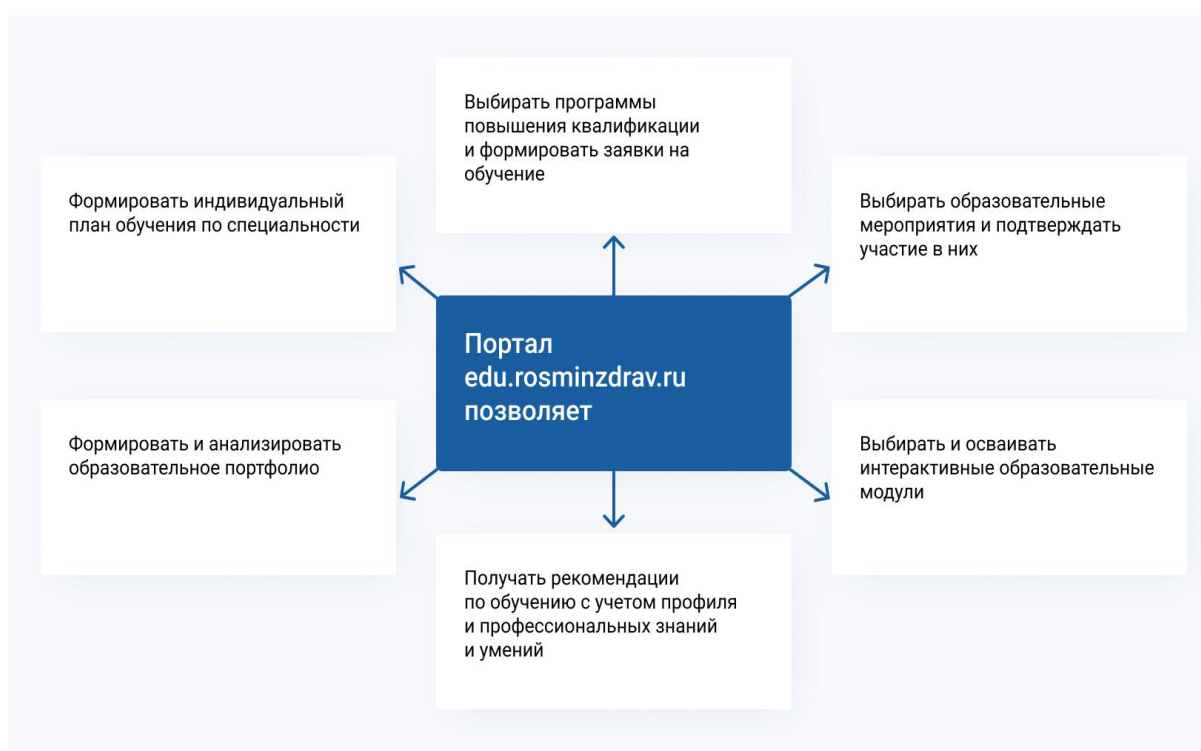 Выбирать программы
повышения квалификации
и формировать заявки на
обучение
Формировать индивидуальный
план обучения по специальности
Выбирать образовательные
мероприятия и подтверждать
участие в них
Портал
edu.rosminzdrav.ru
позволяет
Формировать и анализировать
образовательное портфолио
Выбирать и осваивать
интерактивные образовательные
модули
Получать рекомендации
по обучению с учетом профиля
и профессиональных знаний
и умений